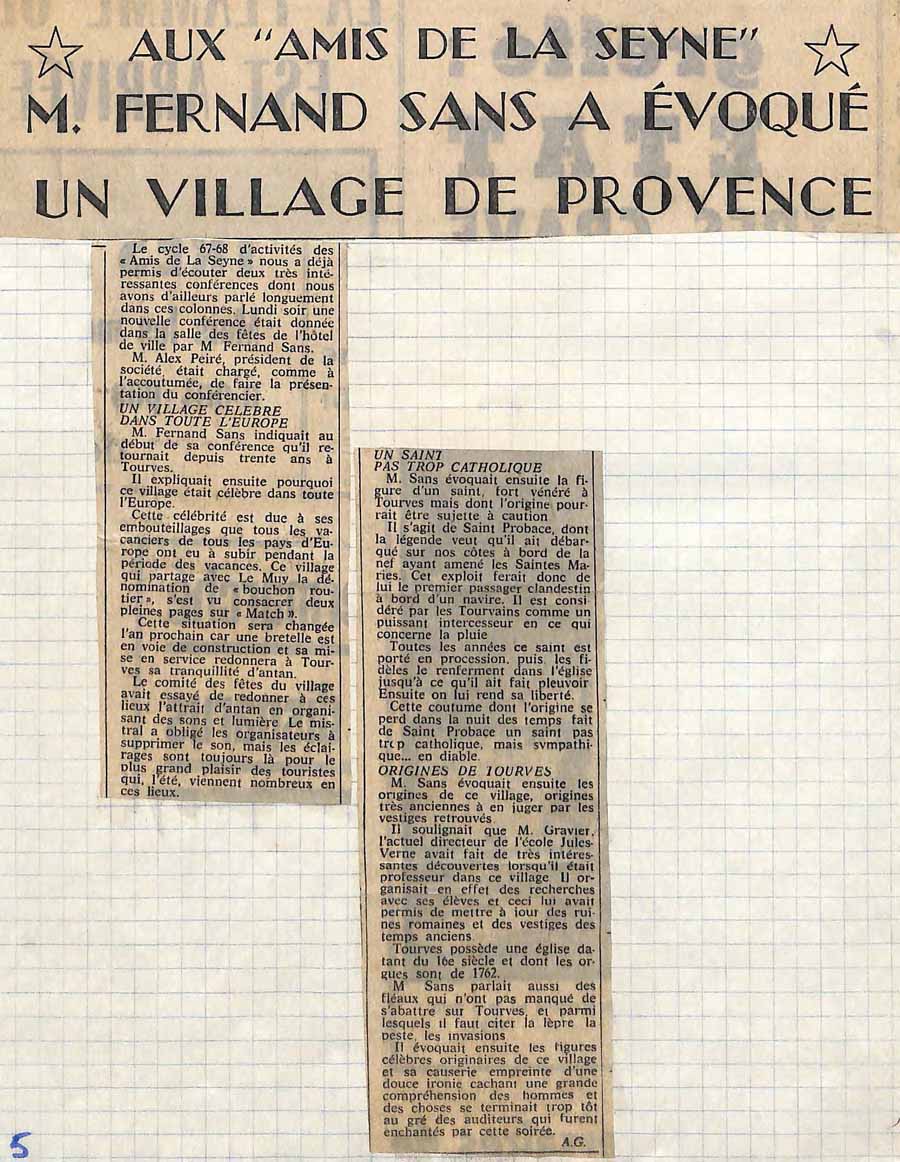 AUX "AMIS DE LA SEYNE"
M. FERNAND SANS A ÉVOQUÉ
UN VILLAGE DE PROVENCE
Le cycle 67-68 d'activités des
« Amis de La Seyne » nous a déjà
permis d'écouter deux très inté-
ressantes conférences dont nous
avons d'ailleurs parlé longuement
dans ces colonnes. Lundi soir une
nouvelle conférence était donnée
dans la salle des fêtes de l'hôtel
de ville par M Fernand Sans.
M. Alex Peiré, président de la
société, était chargé, comme à
l'accoutumée, de faire la présen-
tation du conférencier.
UN VILLAGE CELEBRE
DANS TOUTE L'EUROPE
M. Fernand Sans indiquait au
début de sa conférence qu'il re-
tournait depuis trente ans à
Tourves.
Il expliquait ensuite pourquoi
ce village était célèbre dans toute
l'Europe.
Cette célébrité est due à ses
embouteillages que tous les va-
canciers de tous les pays d'Eu-
rope ont eu à subir pendant la
période des vacances. Ce village
qui partage avec Le Muy la dé-
nomination de « bouchon rou-
tier », s'est vu consacrer deux
pleines pages sur « Match ».
Cette situation sera changée
l'an prochain car une bretelle est
en voie de construction et sa mi-
se en service redonnera à Tour-
ves sa tranquillité d'antan.
Le comité des fêtes du village
avait essayé de redonner à ces
lieux l'attrait d'antan en organi-
sant des sons et lumière Le mis-
tral a obligé les organisateurs à
supprimer le son, mais les éclai-
rages sont toujours là pour le
plus grand plaisir des touristes
qui, l'été, viennent nombreux en
ces lieux.
UN SAINT
PAS TROP CATHOLIQUE
M. Sans évoquait ensuite la fi-
gure d'un saint, fort vénéré à
Tourves mais dont l'origine pour-
rait être sujette à caution
Il s'agit de Saint Probace, dont
la légende veut qu'il ait débar-
qué sur nos côtes à bord de la
nef ayant amené les Saintes Ma-
ries. Cet exploit ferait donc de
lui le premier passager clandestin
à bord d'un navire. Il est consi
déré par les Tourvains comme un
puissant intercesseur en ce qui
concerne la pluie
Toutes les années ce saint est
porté en procession, puis, les fi-
dèles le renferment dans l'église
jusqu'à ce qu'il ait fait pleuvoir
Ensuite on lui rend sa liberté.
Cette coutume dont l'origine se
perd dans la nuit des temps fait
de Saint Probace un saint pas
trop catholique, mais sympathi-
que... en diable.
ORIGINES DE TOURVES
M. Sans évoquait ensuite les
origines de ce village, origines
très anciennes à en juger par les
vestiges retrouvés
Il soulignait que M. Gravier,
l'actuel directeur de l'école Jules-
Verne avait fait de très intéres-
santes découvertes lorsqu'il était
professeur dans ce village Il or-
ganisait en effet des recherches
avec ses élèves et ceci lui avait
permis de mettre à jour des rui-
nes romaines et des vestiges des
temps anciens
Tourves possède une église da-
tant du 16e siècle et dont les or-
gues sont de 1762.
M Sans parlait aussi des
fléaux qui n'ont pas manqué de
s'abattre sur Tourves, et parmi
lesquels il faut citer la lèpre la
peste, les invasions
Il évoquait ensuite les figures
célèbres originaires de ce village
et sa causerie empreinte d'une
douce ironie cachant une grande
compréhension des hommes et
des choses se terminait trop tôt
au gré des auditeurs qui furent
enchantés par cette soirée.
A.G.
5